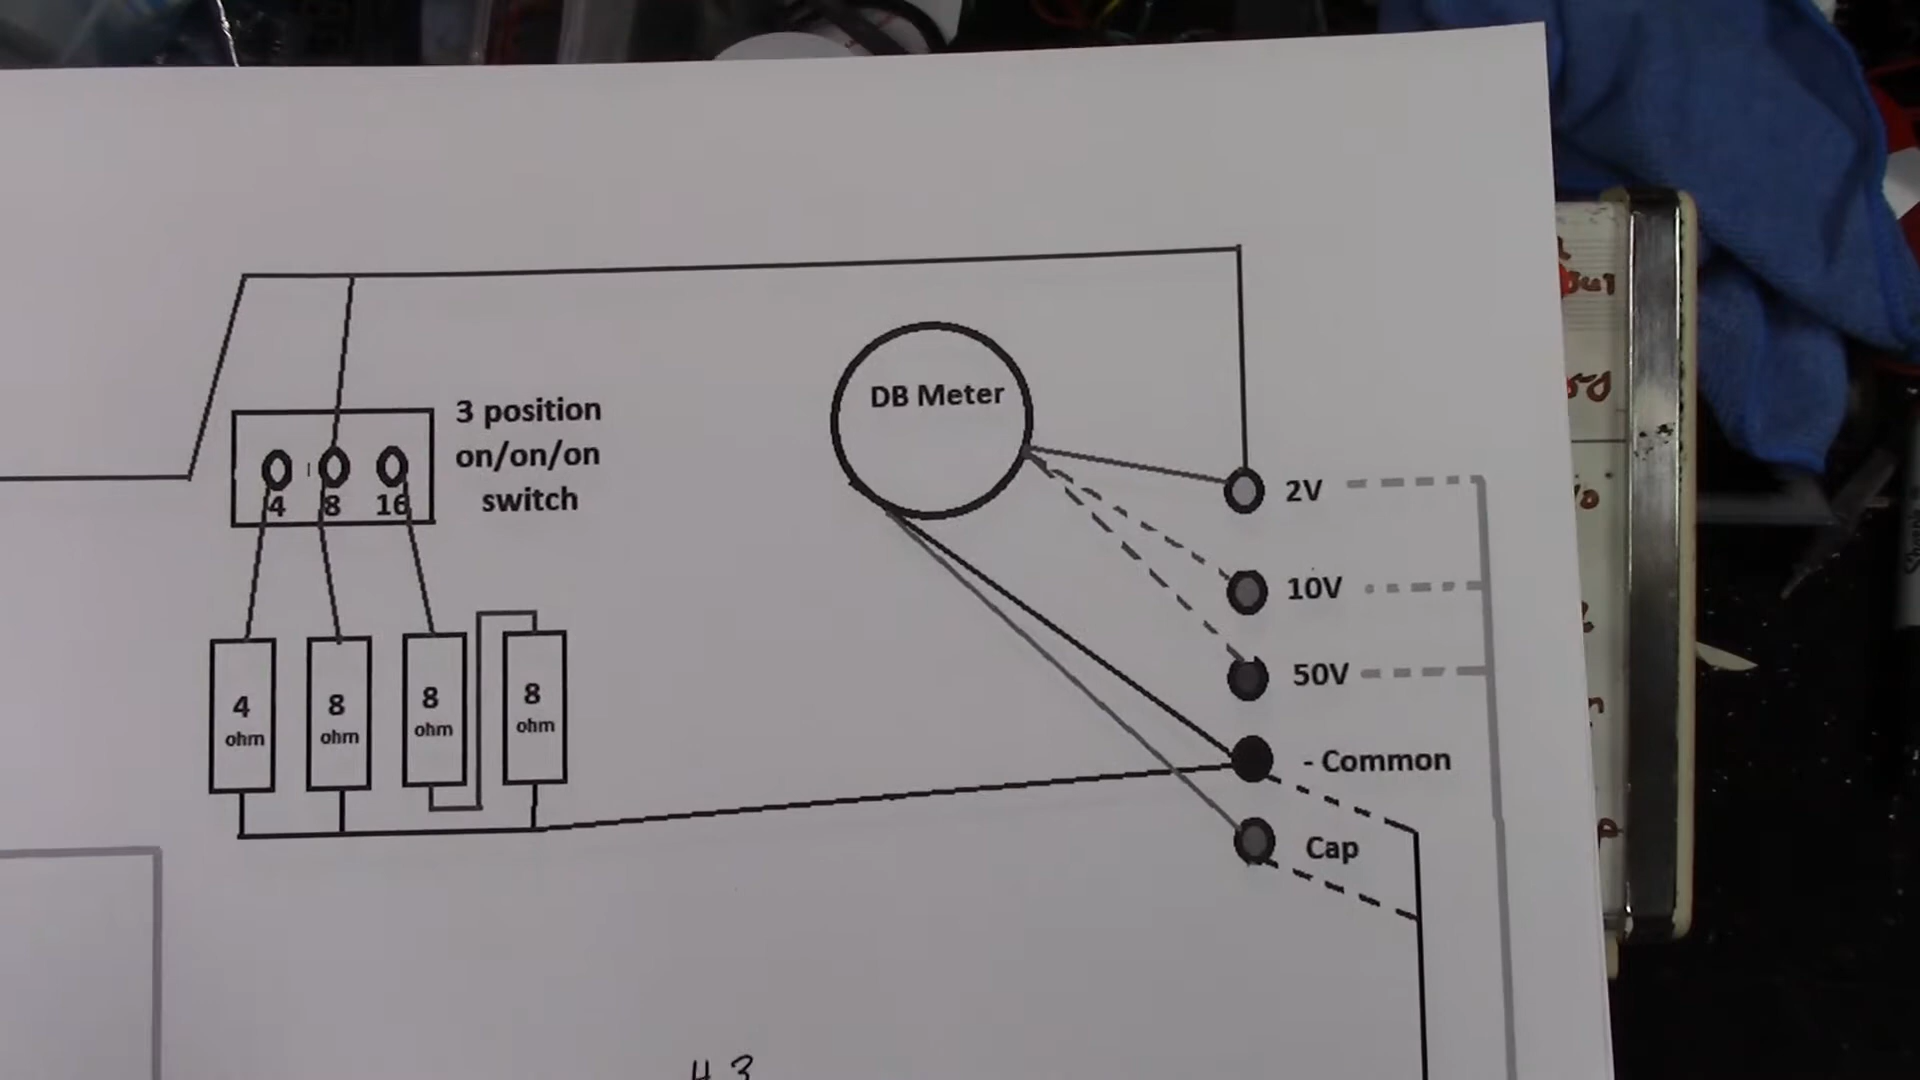 DB Meter
3 position
on/on/on
switch
4 8 16
2V
10V
50V
- Common
Cap
4
ohm
8
ohm
8
ohm
8
ohm